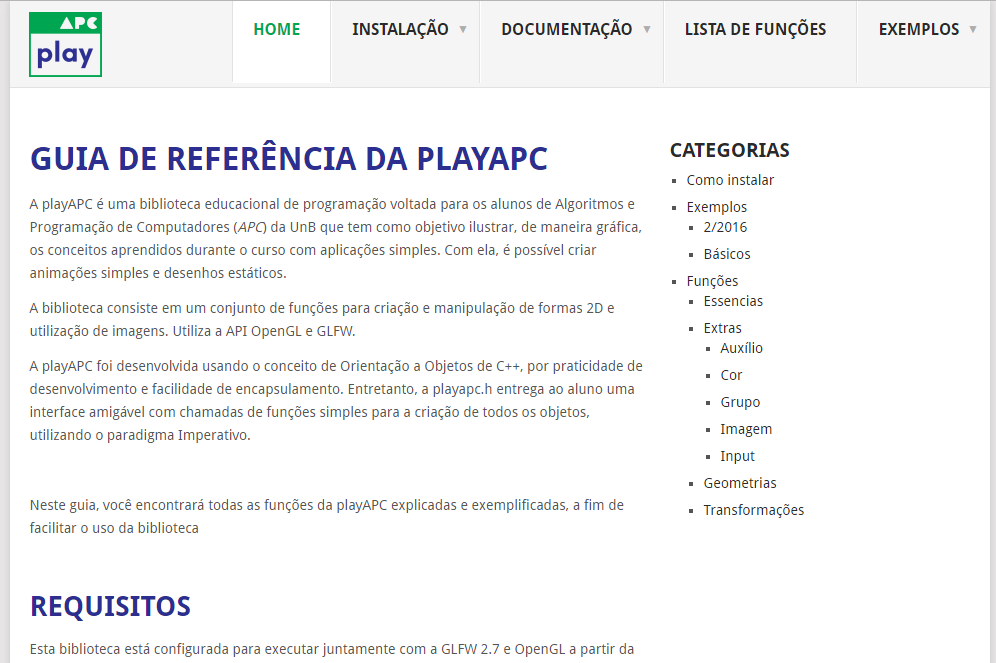 APC
play
HOME
INSTALAÇÃO
DOCUMENTAÇÃO
LISTA DE FUNÇÕES
EXEMPLOS
GUIA DE REFERÊNCIA DA PLAYAPC
A playAPC é uma biblioteca educacional de programação voltada para os alunos de Algoritmos e
Programação de Computadores (APC) da UnB que tem como objetivo ilustrar, de maneira gráfica,
os conceitos aprendidos durante o curso com aplicações simples. Com ela, é possível criar
animações simples e desenhos estáticos.
A biblioteca consiste em um conjunto de funções para criação e manipulação de formas 2D e
utilização de imagens. Utiliza a API OpenGL e GLFW.
A playAPC foi desenvolvida usando o conceito de Orientação a Objetos de C++, por praticidade de
desenvolvimento e facilidade de encapsulamento. Entretanto, a playapc.h entrega ao aluno uma
interface amigável com chamadas de funções simples para a criação de todos os objetos,
utilizando o paradigma Imperativo.
Neste guia, você encontrará todas as funções da playAPC explicadas e exemplificadas, a fim de
facilitar o uso da biblioteca
REQUISITOS
Esta biblioteca está configurada para executar juntamente com a GLFW 2.7 e OpenGL a partir da
CATEGORIAS
Como instalar
Exemplos
2/2016
Básicos
Funções
Essencias
Extras
Auxílio
Cor
Grupo
Imagem
Input
Geometrias
Transformações